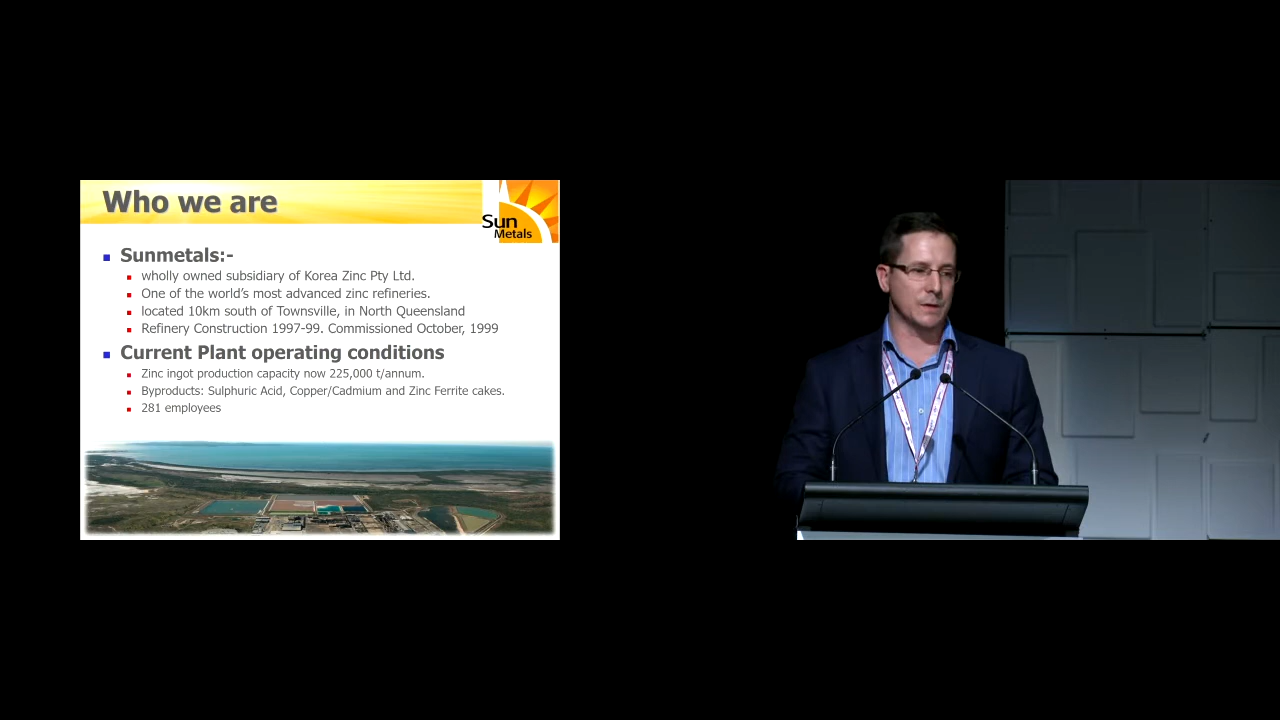 Who we are
Sun
Metals
Sunmetals:-
wholly owned subsidiary of Korea Zinc Pty Ltd.
One of the world's most advanced zinc refineries.
located 10km south of Townsville, in North Queensland
Refinery Construction 1997-99. Commissioned October, 1999
Current Plant operating conditions
Zinc ingot production capacity now 225,000 t/annum.
Byproducts: Sulphuric Acid, Copper/Cadmium and Zinc Ferrite cakes.
281 employees